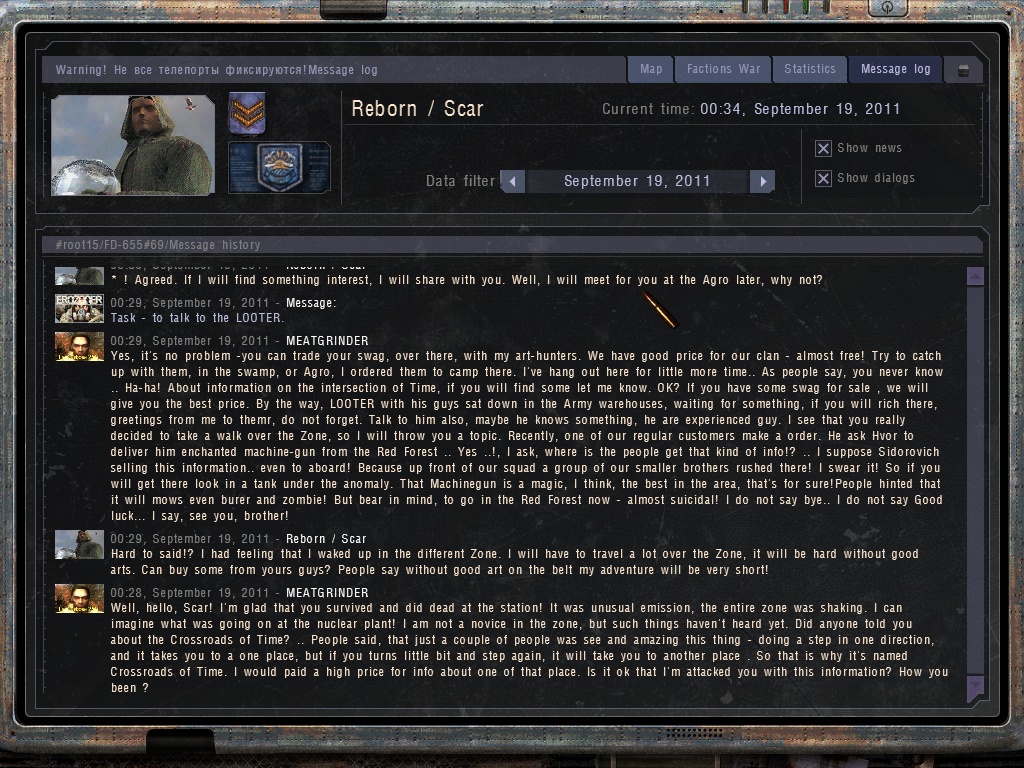 Warning! Не все телепорты фиксируются!Message log
Map
Factions War
Statistics
Message log
Reborn / Scar
Current time: 00:34, September 19, 2011
Data filter
September 19, 2011
Show news
Show dialogs
#root15/FD-655#69/Message history
* ! Agreed. If I will find something interest, I will share with you. Well, I will meet for you at the Agro later, why not?
00:29, September 19, 2011 - Message:
Task - to talk to the LOOTER.
00:29, September 19, 2011 - MEATGRINDER
Yes, it's no problem -you can trade your swag, over there, with my art-hunters. We have good price for our clan - almost free! Try to catch
up with them, in the swamp, or Agro, I ordered them to camp there. I've hang out here for little more time.. As people say, you never know
.. Ha-ha! About information on the intersection of Time, if you will find some let me know. OK? If you have some swag for sale , we will
give you the best price. By the way, LOOTER with his guys sat down in the Army warehouses, waiting for something, if you will rich there,
greetings from me to themr, do not forget. Talk to him also, maybe he knows something, he are experienced guy. I see that you really
decided to take a walk over the Zone, so I will throw you a topic. Recently, one of our regular customers make a order. He ask Hvor to
deliver him enchanted machine-gun from the Red Forest .. Yes ..!, I ask, where is the people get that kind of info!? .. I suppose Sidorovich
selling this information.. even to aboard! Because up front of our squad a group of our smaller brothers rushed there! I swear it! So if you
will get there look in a tank under the anomaly. That Machinegun is a magic, I think, the best in the area, that's for sure!People hinted that
it will mows even burer and zombie! But bear in mind, to go in the Red Forest now - almost suicidal! I do not say bye.. I do not say Good
luck... I say, see you, brother!
00:29, September 19, 2011 - Reborn / Scar
Hard to said!? I had feeling that I waked up in the different Zone. I will have to travel a lot over the Zone, it will be hard without good
arts. Can buy some from yours guys? People say without good art on the belt my adventure will be very short!
00:28, September 19, 2011 - MEATGRINDER
Well, hello, Scar! I'm glad that you survived and did dead at the station! It was unusual emission, the entire zone was shaking. I can
imagine what was going on at the nuclear plant! I am not a novice in the zone, but such things haven't heard yet. Did anyone told you
about the Crossroads of Time? .. People said, that just a couple of people was see and amazing this thing - doing a step in one direction,
and it takes you to a one place, but if you turns little bit and step again, it will take you to another place . So that is why it's named
Crossroads of Time. I would paid a high price for info about one of that place. Is it ok that I'm attacked you with this information? How you
been ?